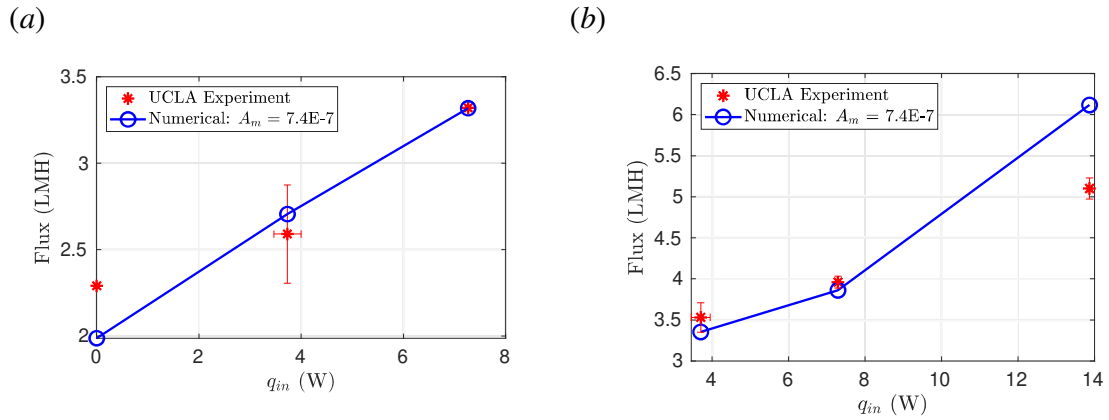 (a)
3.5
3
2.5
2
Flux (LMH)
UCLA Experiment
Numerical: A_m = 7.4E-7
0 2 4 6 8
q_in (W)
(b)
6.5
6
5.5
5
4.5
4
3.5
3
Flux (LMH)
UCLA Experiment
Numerical: A_m = 7.4E-7
4 6 8 10 12 14
q_in (W)